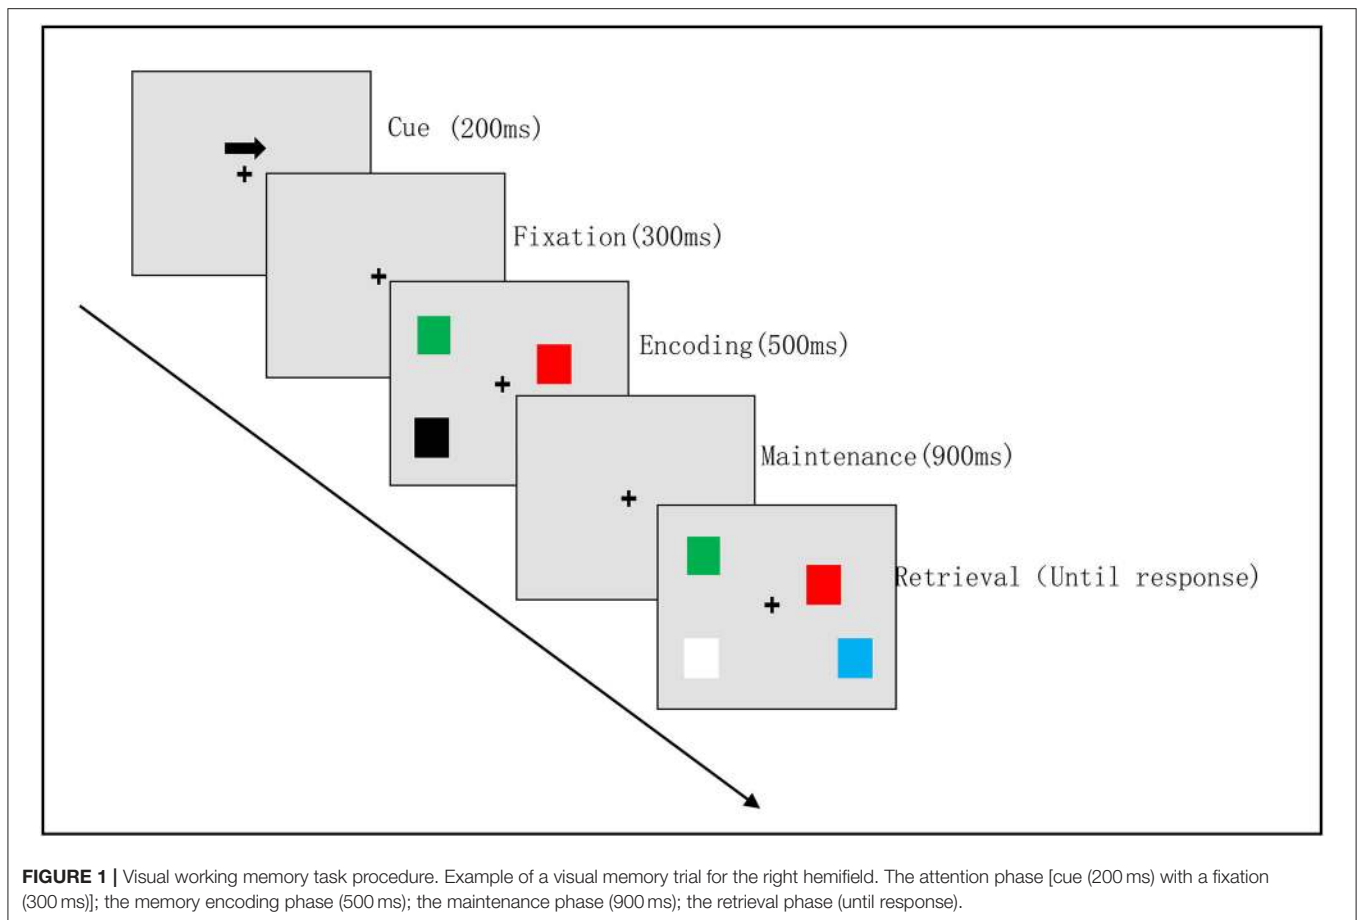 Cue (200ms)
Fixation(300ms)
Encoding(500ms)
Maintenance(900ms)
Retrieval (Until response)
FIGURE 1 | Visual working memory task procedure. Example of a visual memory trial for the right hemifield. The attention phase [cue (200 ms) with a fixation
(300 ms)]; the memory encoding phase (500 ms); the maintenance phase (900 ms); the retrieval phase (until response).